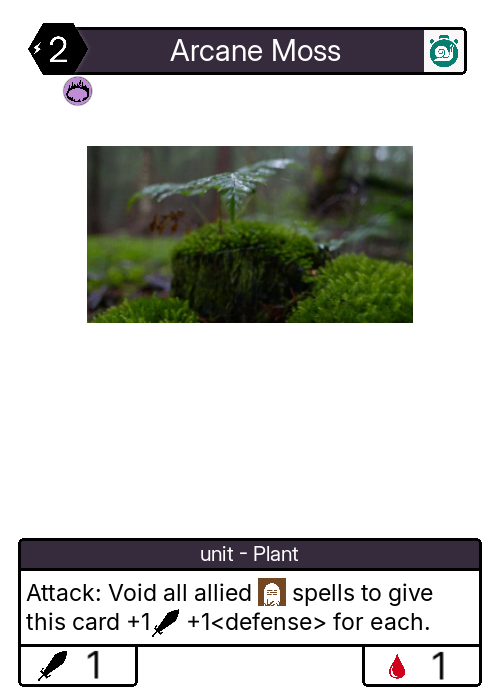 2
Arcane Moss
unit - Plant
Attack: Void all allied spells to give
this card +1 +1<defense> for each.
1
1